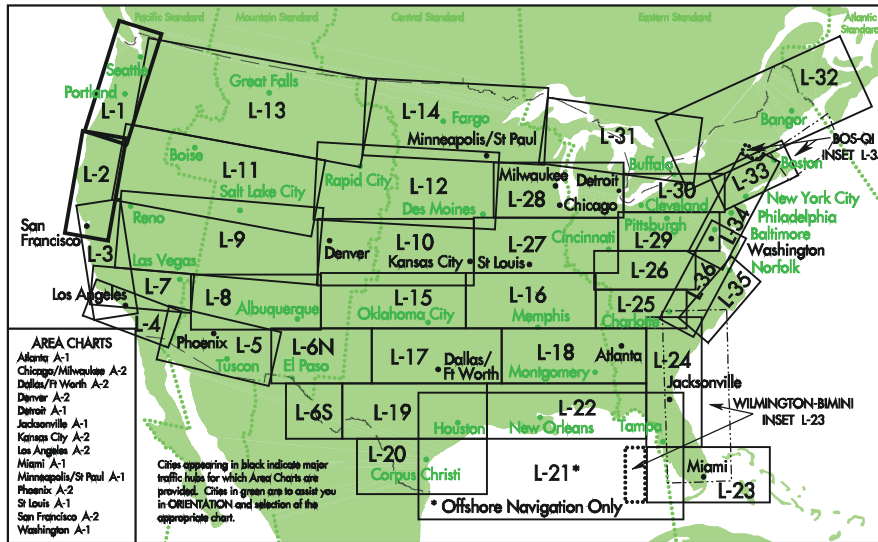 Pacific Standard
Mountain Standard
Central Standard
Eastern Standard
Atlantic
Standard
Seattle
Portland
L-1
Great Falls
L-13
L-14
Fargo
Minneapolis/St Paul
L-31
L-32
Bangor
BOS-QI
INSET L-3
Boston
L-2
Boise
L-11
Salt Lake City
Rapid City
L-12
Des Moines
Milwaukee
L-28
Chicago
Detroit
Buffalo
L-30
Cleveland
L-33
New York City
Philadelphia
Baltimore
Washington
Norfolk
L-34
San
Francisco
Reno
L-3
L-9
Las Vegas
Denver
L-10
Kansas City
St Louis
L-27
Cincinnati
Pittsburgh
L-29
L-26
L-36
L-35
Los Angeles
L-7
L-8
Albuquerque
L-15
Oklahoma City
L-16
Memphis
L-25
Charlotte
L-4
Phoenix
L-5
Tuscon
L-6N
El Paso
L-17
Dallas/
Ft Worth
L-18
Montgomery
Atlanta
L-24
Jacksonville
WILMINGTON-BIMINI
INSET L-23
L-6S
L-19
L-20
Corpus Christi
Houston
L-22
New Orleans
Tampa
L-21*
* Offshore Navigation Only
Miami
L-23
AREA CHARTS
Atlanta A-1
Chicago/Milwaukee A-2
Dallas/Ft Worth A-2
Denver A-2
Detroit A-1
Jacksonville A-1
Kansas City A-2
Los Angeles A-2
Miami A-1
Minneapolis/St Paul A-1
Phoenix A-2
St Louis A-1
San Francisco A-2
Washington A-1
Cities appearing in black indicate major
traffic hubs for which Area Charts are
provided. Cities in green are to assist you
in ORIENTATION and selection of the
appropriate chart.